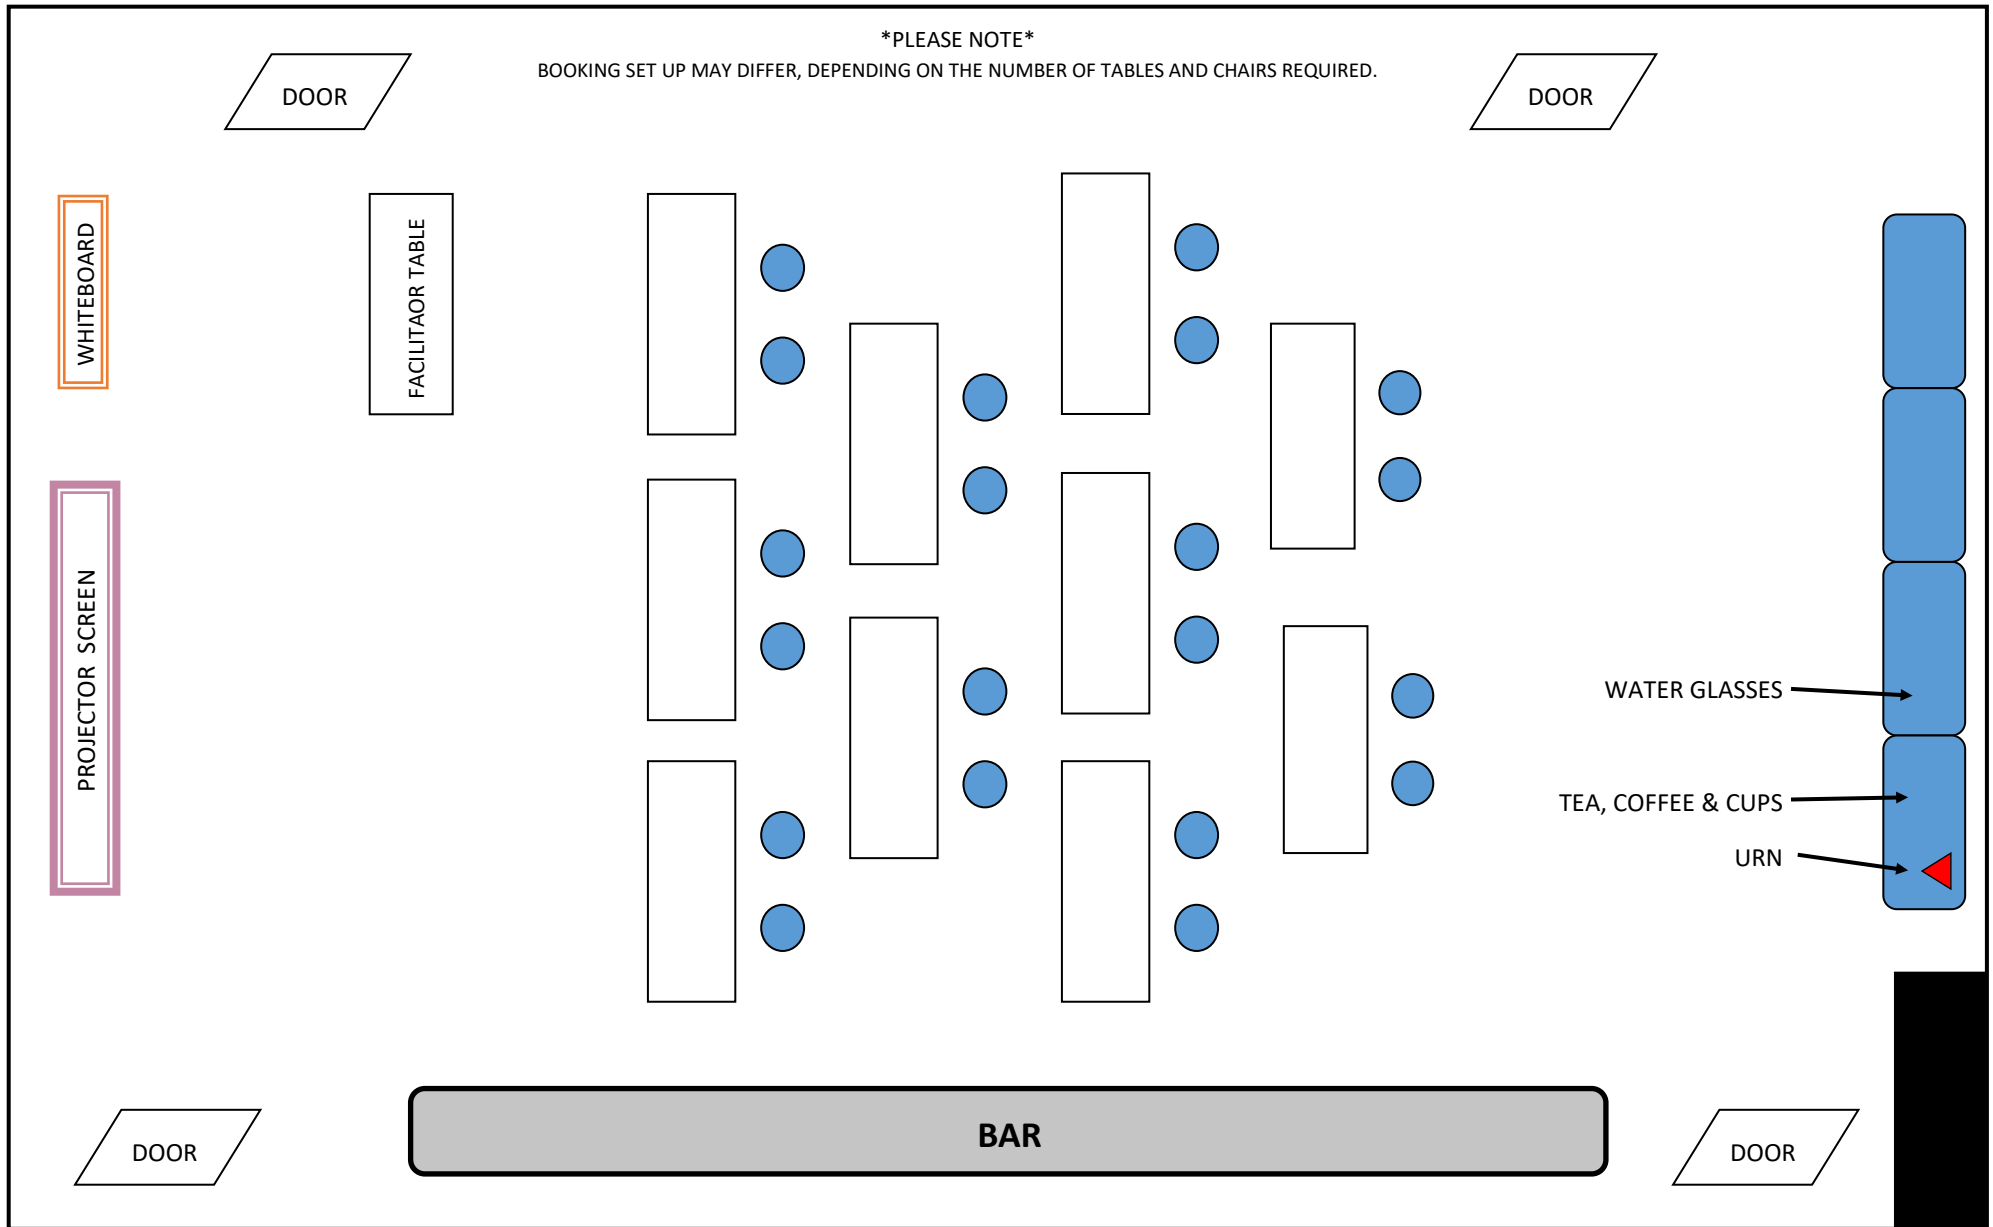 *PLEASE NOTE*
BOOKING SET UP MAY DIFFER, DEPENDING ON THE NUMBER OF TABLES AND CHAIRS REQUIRED.
DOOR
DOOR
WHITEBOARD
FACILITAOR TABLE
PROJECTOR SCREEN
WATER GLASSES
TEA, COFFEE & CUPS
URN
BAR
DOOR
DOOR